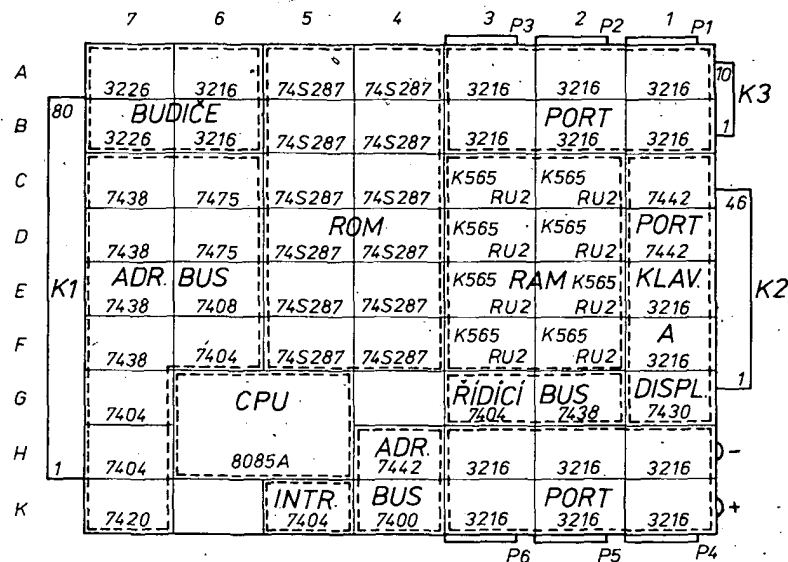 7 6 5 4 3 P3 2 P2 1 P1
A 3226 3216 74S287 74S287 3216 3216 3216 10 K3
80 BUDIČE PORT
B 3226 3216 74S287 74S287 3216 3216 3216 1
C 7438 7475 74S287 74S287 K565 RU2 K565 RU2 7442 46
D ROM PORT
7438 7475 74S287 74S287 K565 RU2 K565 RU2 7442
K1 E ADR. BUS RAM KLAV. K2
7438 7408 74S287 74S287 K565 RU2 K565 RU2 3216
F A
7438 7404 74S287 74S287 K565 RU2 K565 RU2 3216
G CPU ŘÍDICÍ BUS DISPL. 1
7404 7404 7438 7430
H ADR. -
1 7404 8085A 7442 3216 3216 3216
K INTR. BUS PORT +
7420 7404 7400 3216 3216 3216
P6 P5 P4